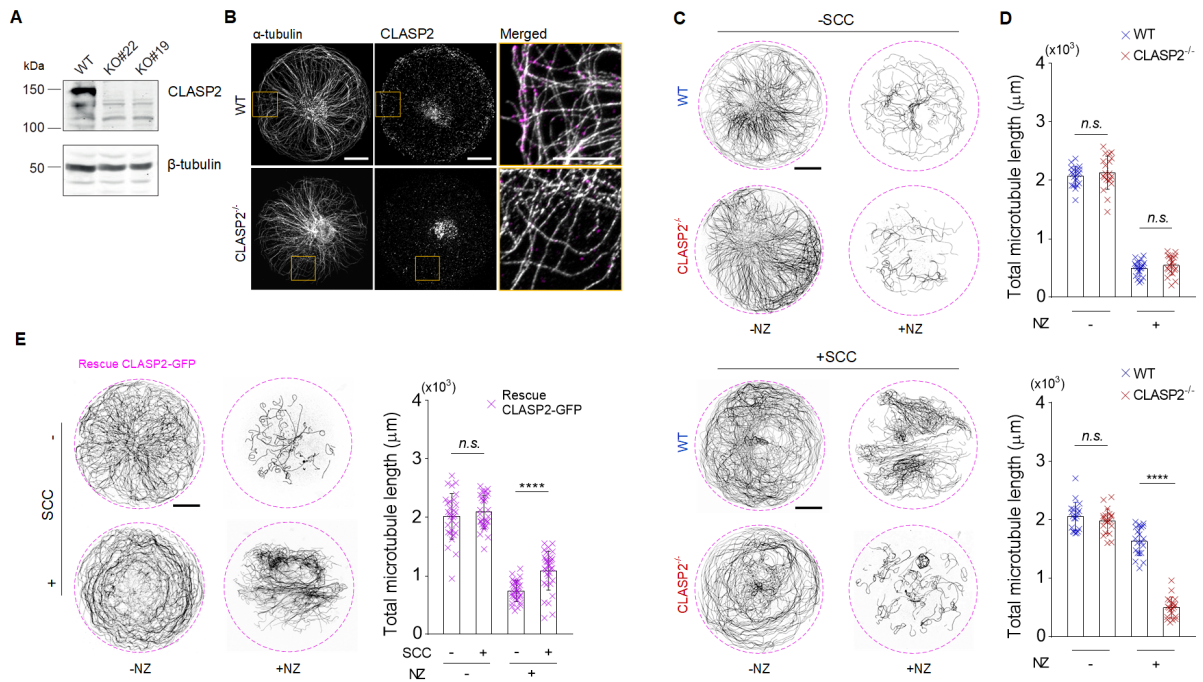 A
WT
KO#22
KO#19
kDa
150
100
50
CLASP2
β-tubulin
B
α-tubulin
CLASP2
Merged
WT
CLASP2-/-
C
-SCC
WT
CLASP2-/-
-NZ
+NZ
+SCC
WT
CLASP2-/-
-NZ
+NZ
D
WT
CLASP2-/-
(x10³)
Total microtubule length (μm)
4
3
2
1
0
n.s.
n.s.
NZ
-
+
WT
CLASP2-/-
(x10³)
Total microtubule length (μm)
4
3
2
1
0
n.s.
****
NZ
-
+
E
Rescue CLASP2-GFP
SCC
-
+
-NZ
+NZ
(x10³)
Total microtubule length (μm)
4
3
2
1
0
Rescue
CLASP2-GFP
n.s.
****
SCC
-
+
-
+
NZ
-
+